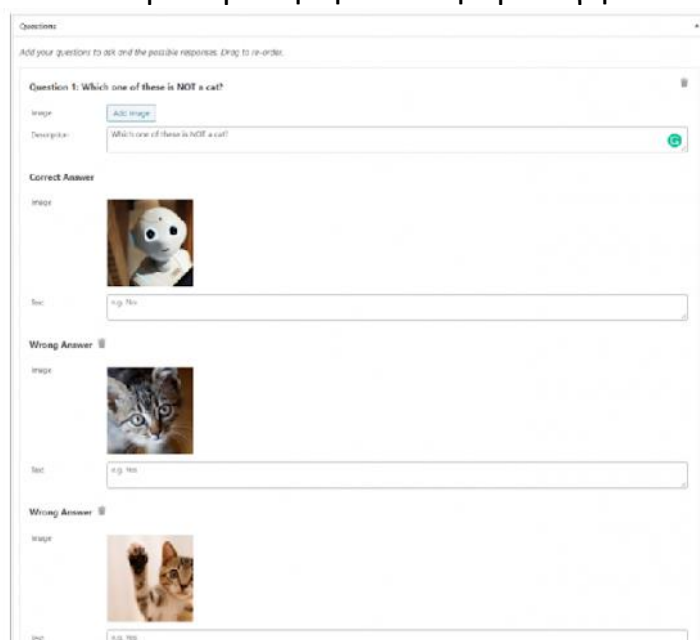 Questions
Add your questions to ask and the possible responses. Drag to re-order.
Question 1: Which one of these is NOT a cat?
Image
Add Image
Description
Which one of these is NOT a cat?
Correct Answer
Image
Text
e.g. Yes
Wrong Answer
Image
Text
e.g. Yes
Wrong Answer
Image
Text
e.g. Yes